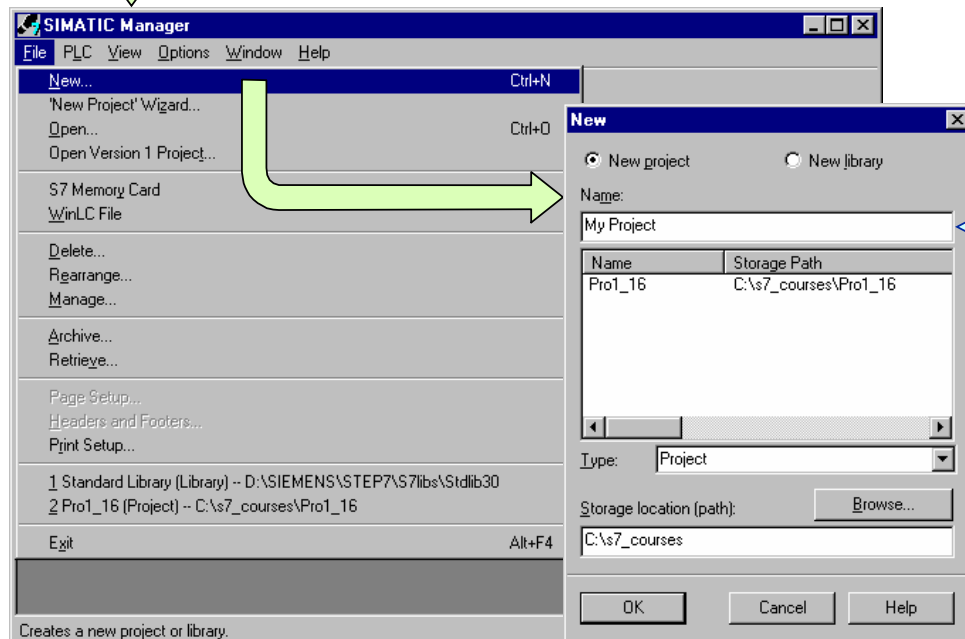 SIMATIC Manager
File PLC View Options Window Help
New... Ctrl+N
'New Project' Wizard...
Open... Ctrl+O
Open Version 1 Project...
S7 Memory Card
WinLC File
Delete...
Rearrange...
Manage...
Archive...
Retrieve...
Page Setup...
Headers and Footers...
Print Setup...
1 Standard Library (Library) -- D:\SIEMENS\STEP7\S7libs\Stdlib30
2 Pro1_16 (Project) -- C:\s7_courses\Pro1_16
Exit Alt+F4
Creates a new project or library.
New
New project New library
Name:
My Project
Name Storage Path
Pro1_16 C:\s7_courses\Pro1_16
Type: Project
Storage location (path): Browse...
C:\s7_courses
OK Cancel Help